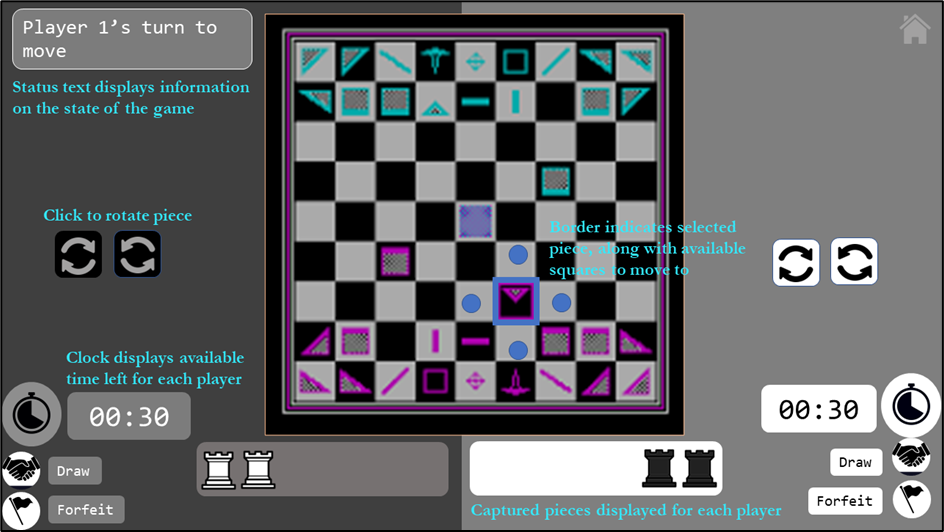 Player 1's turn to
move
Status text displays information
on the state of the game
Click to rotate piece
Border indicates selected
piece, along with available
squares to move to
Clock displays available
time left for each player
00:30
00:30
Draw
Forfeit
Draw
Forfeit
Captured pieces displayed for each player